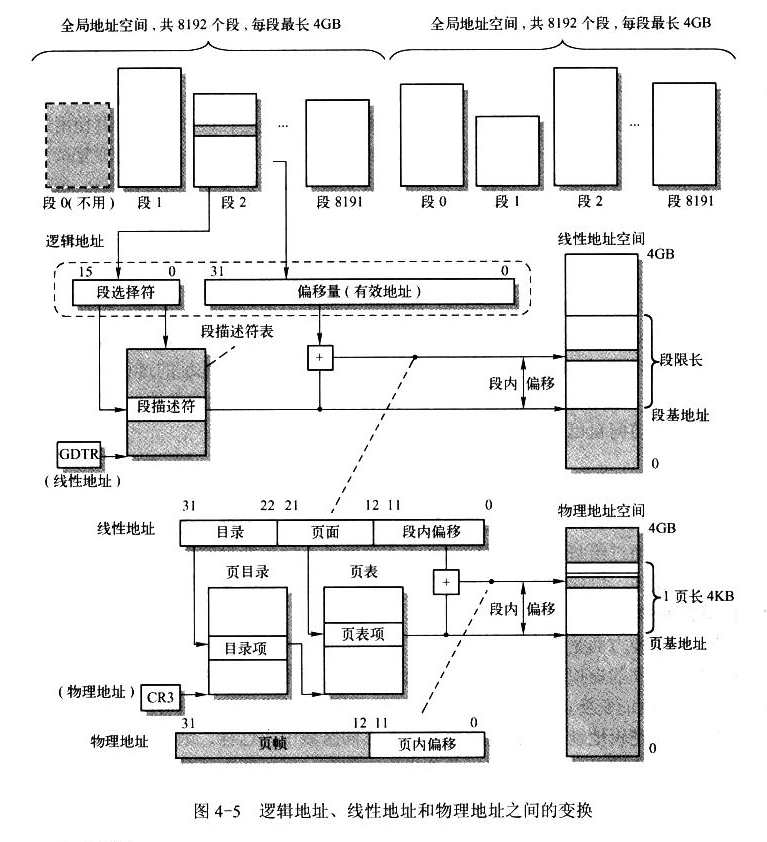 全局地址空间，共 8192 个段，每段最长 4GB
全局地址空间，共 8192 个段，每段最长 4GB
...
...
段 0(不用)
段 1
段 2
段 8191
段 0
段 1
段 2
段 8191
逻辑地址
线性地址空间
15
0
31
0
4GB
段选择符
偏移量(有效地址)
段描述符表
+
段限长
段内
偏移
段描述符
段基地址
GDTR
(线性地址)
0
31
22
21
12
11
0
物理地址空间
4GB
线性地址
目录
页面
段内偏移
页目录
页表
+
1 页长 4KB
段内
偏移
目录项
页表项
页基地址
(物理地址)
CR3
31
12
11
0
物理地址
页帧
页内偏移
0
图 4-5 逻辑地址、线性地址和物理地址之间的变换